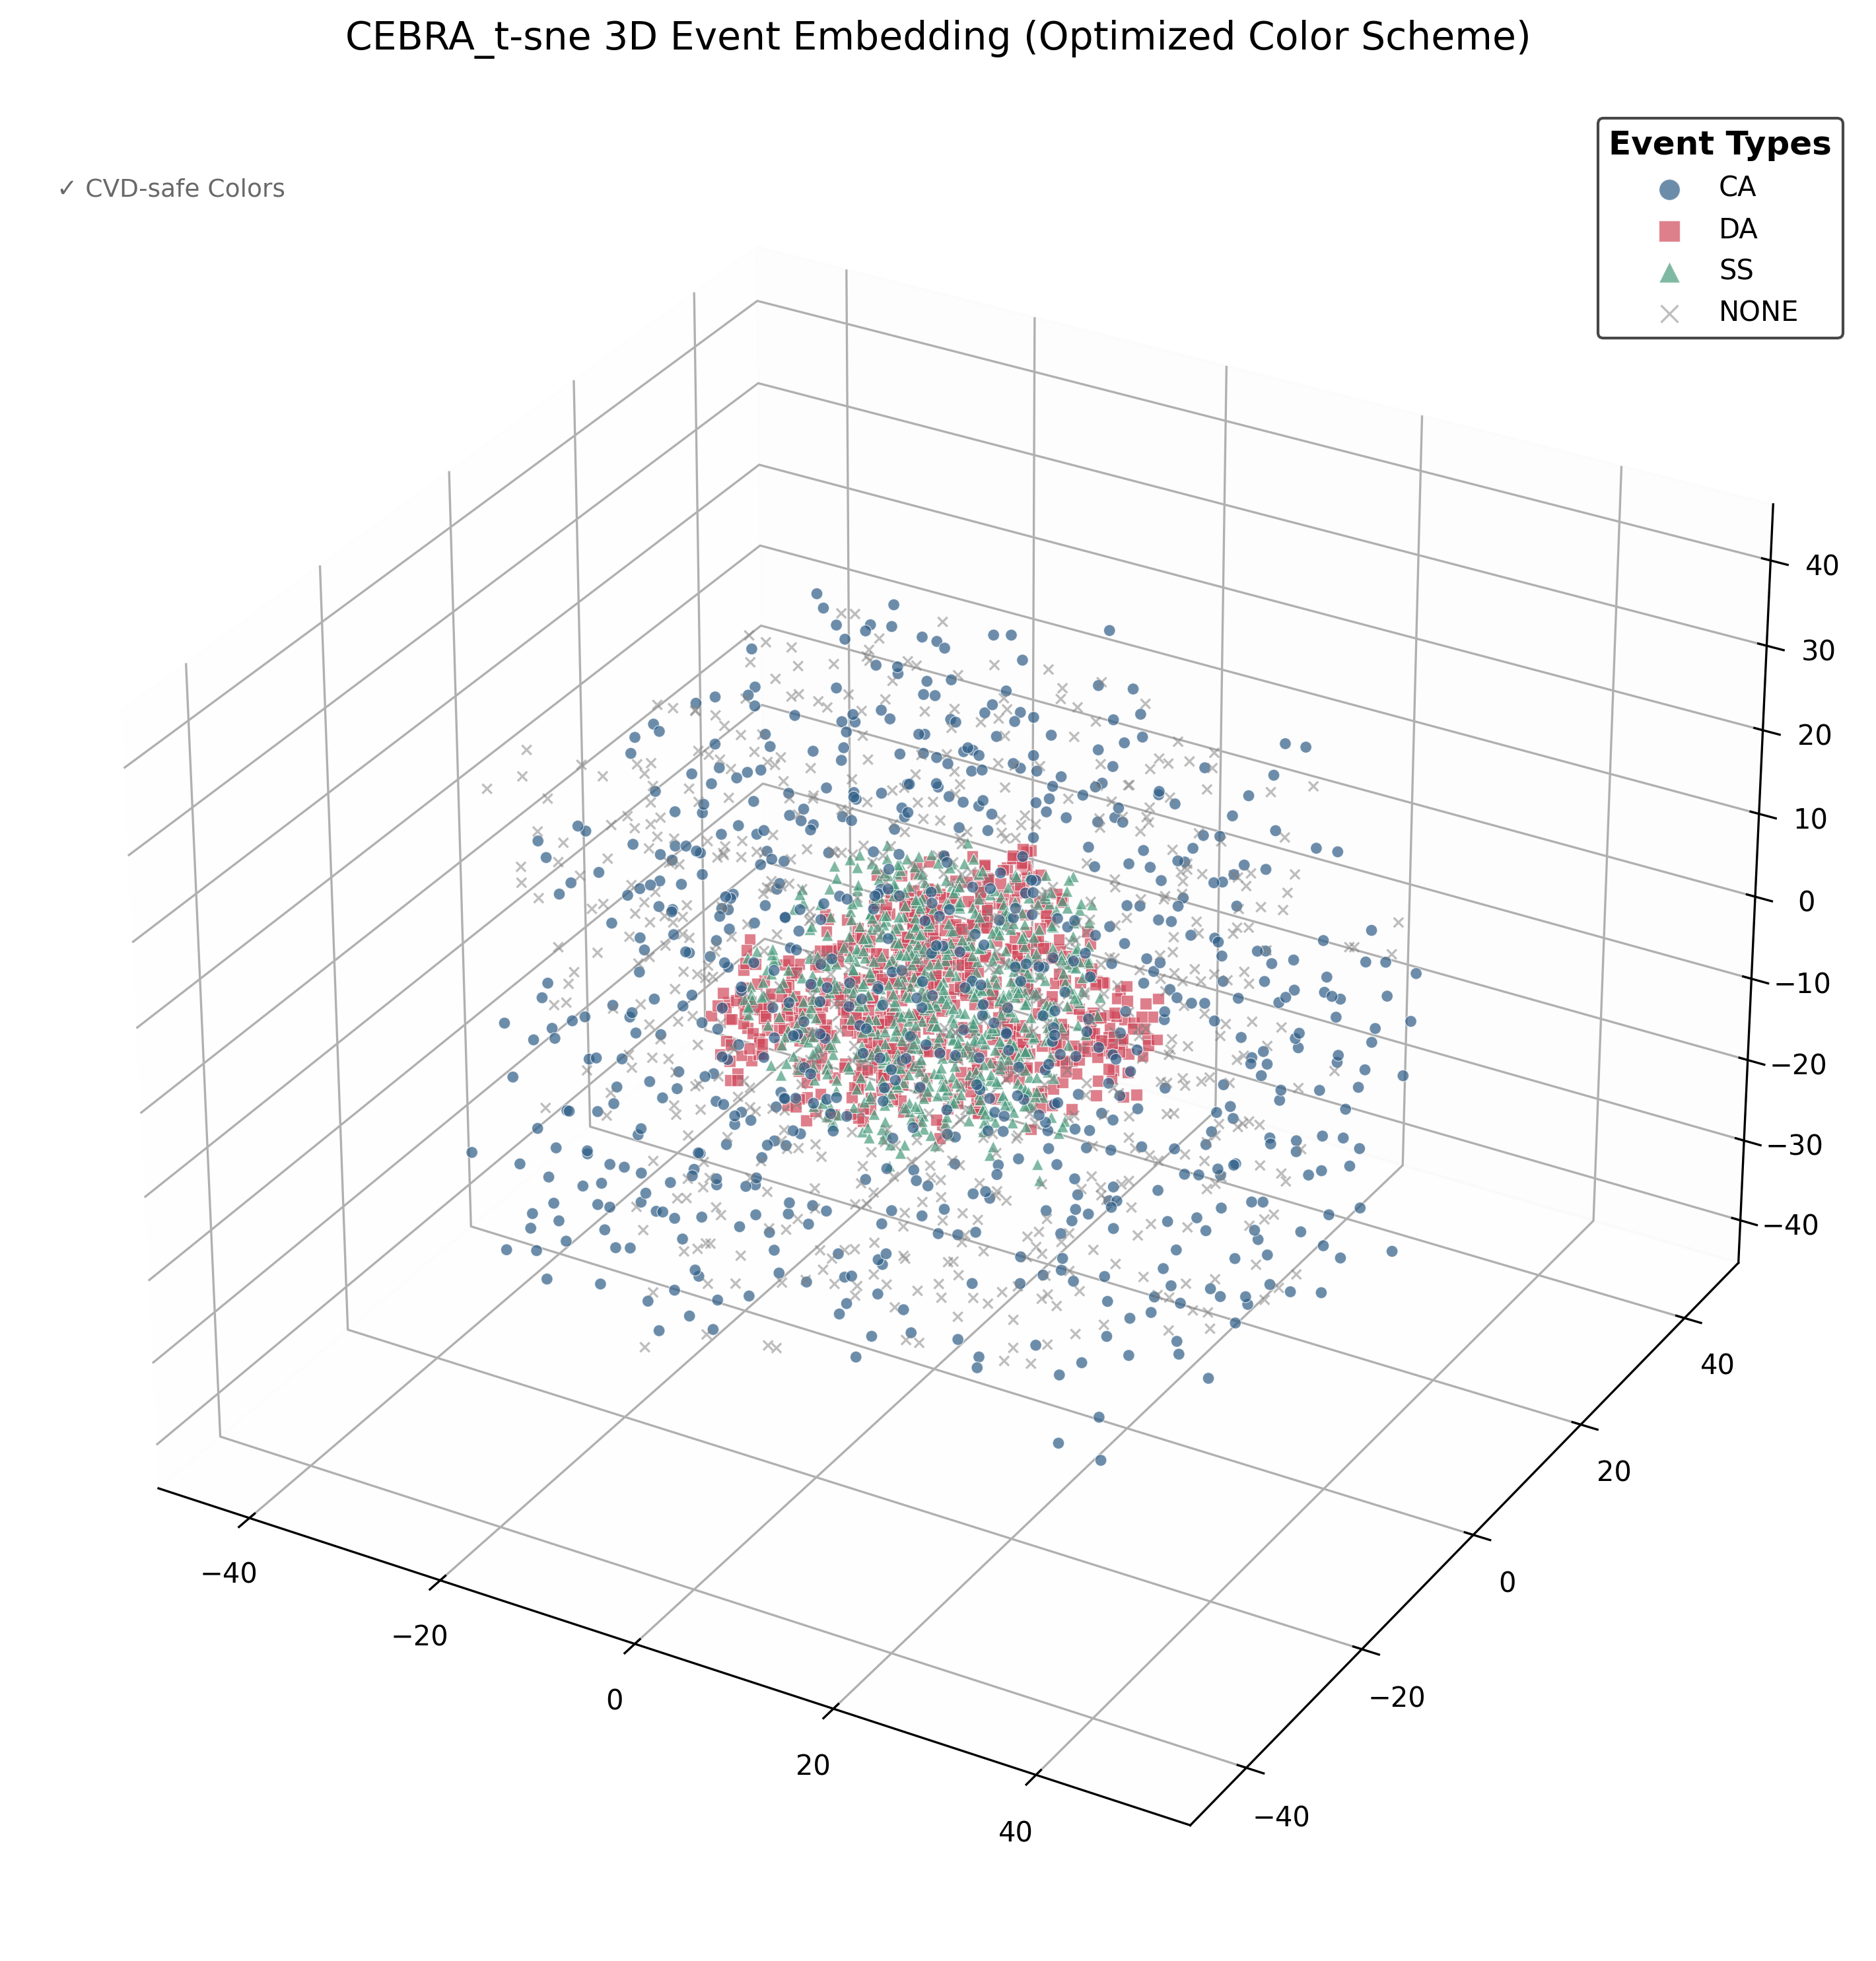 CEBRA_t-sne 3D Event Embedding (Optimized Color Scheme)
Event Types
CA
DA
SS
NONE
✓ CVD-safe Colors
40
30
20
10
0
−10
−20
−30
−40
40
20
0
−20
−40
−40
−20
0
20
40